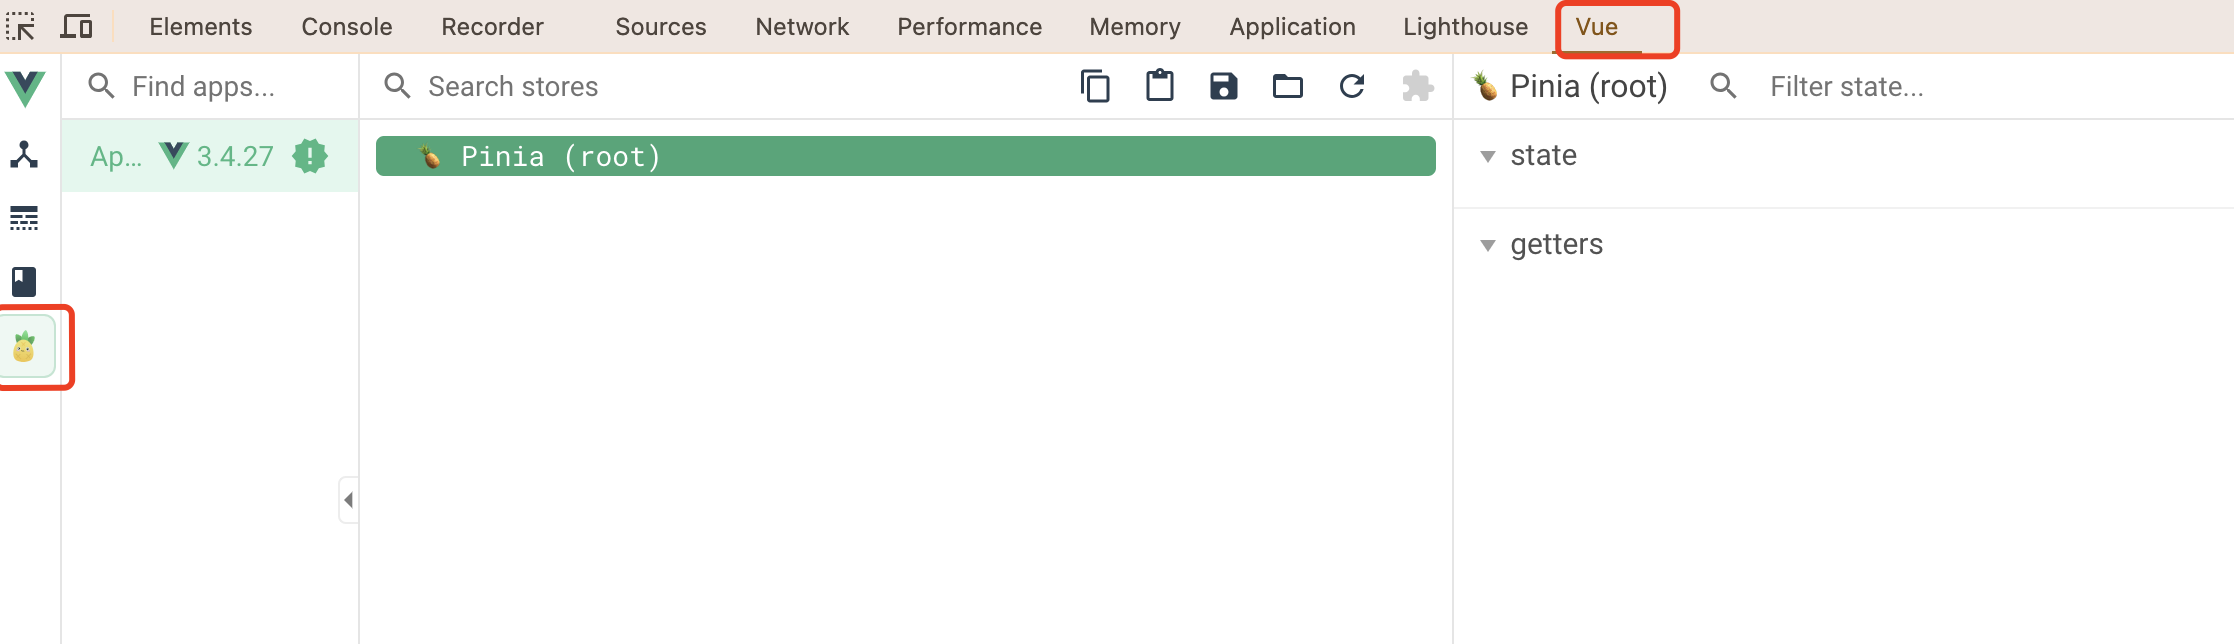 Elements Console Recorder Sources Network Performance Memory Application Lighthouse Vue
Find apps...
Search stores
Pinia (root)
Filter state...
Ap... 3.4.27
Pinia (root)
state
getters